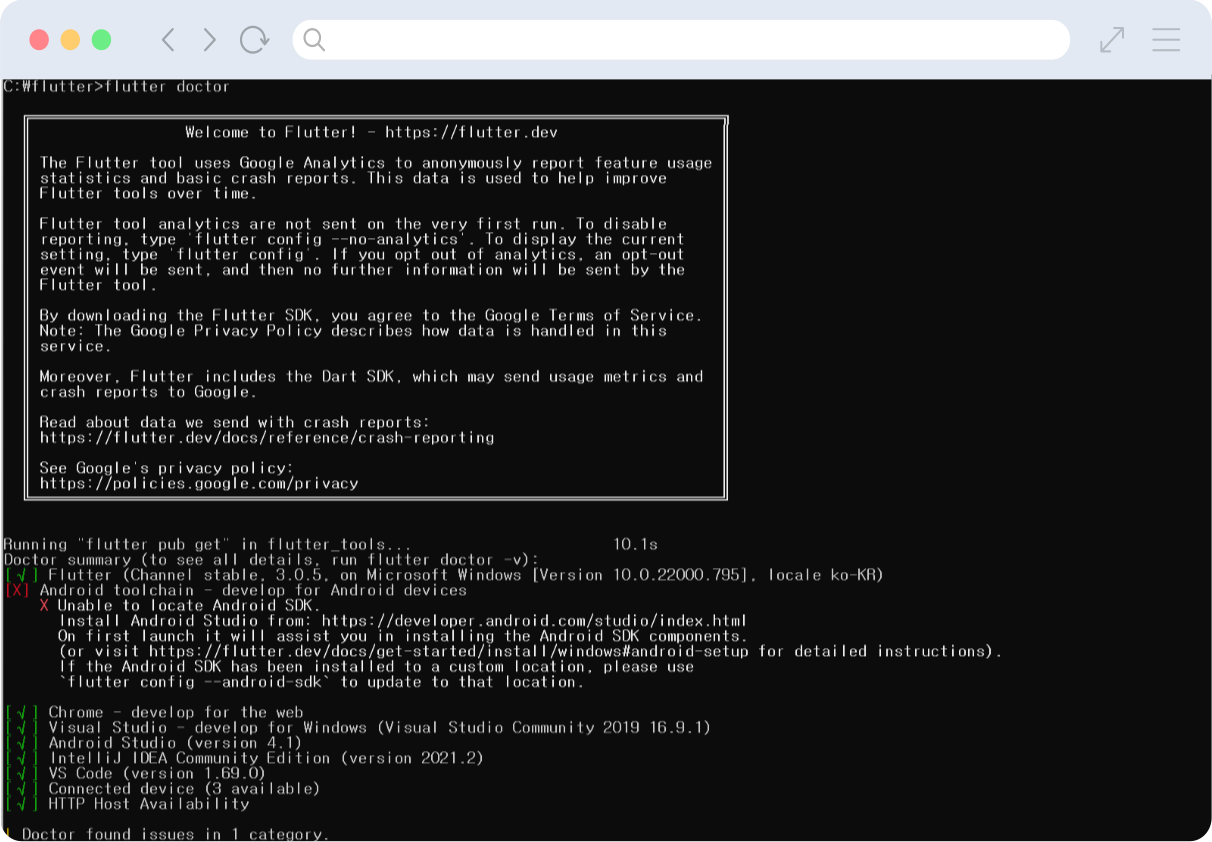 C:₩flutter>flutter doctor
Welcome to Flutter! - https://flutter.dev
The Flutter tool uses Google Analytics to anonymously report feature usage
statistics and basic crash reports. This data is used to help improve
Flutter tools over time.
Flutter tool analytics are not sent on the very first run. To disable
reporting, type 'flutter config --no-analytics'. To display the current
setting, type 'flutter config'. If you opt out of analytics, an opt-out
event will be sent, and then no further information will be sent by the
Flutter tool.
By downloading the Flutter SDK, you agree to the Google Terms of Service.
Note: The Google Privacy Policy describes how data is handled in this
service.
Moreover, Flutter includes the Dart SDK, which may send usage metrics and
crash reports to Google.
Read about data we send with crash reports:
https://flutter.dev/docs/reference/crash-reporting
See Google's privacy policy:
https://policies.google.com/privacy
Running "flutter pub get" in flutter_tools... 10.1s
Doctor summary (to see all details, run flutter doctor -v):
[√] Flutter (Channel stable, 3.0.5, on Microsoft Windows [Version 10.0.22000.795], locale ko-KR)
[X] Android toolchain - develop for Android devices
X Unable to locate Android SDK.
Install Android Studio from: https://developer.android.com/studio/index.html
On first launch it will assist you in installing the Android SDK components.
(or visit https://flutter.dev/docs/get-started/install/windows#android-setup for detailed instructions).
If the Android SDK has been installed to a custom location, please use
`flutter config --android-sdk` to update to that location.
[√] Chrome - develop for the web
[√] Visual Studio - develop for Windows (Visual Studio Community 2019 16.9.1)
[√] Android Studio (version 4.1)
[√] IntelliJ IDEA Community Edition (version 2021.2)
[√] VS Code (version 1.69.0)
[√] Connected device (3 available)
[√] HTTP Host Availability
! Doctor found issues in 1 category.